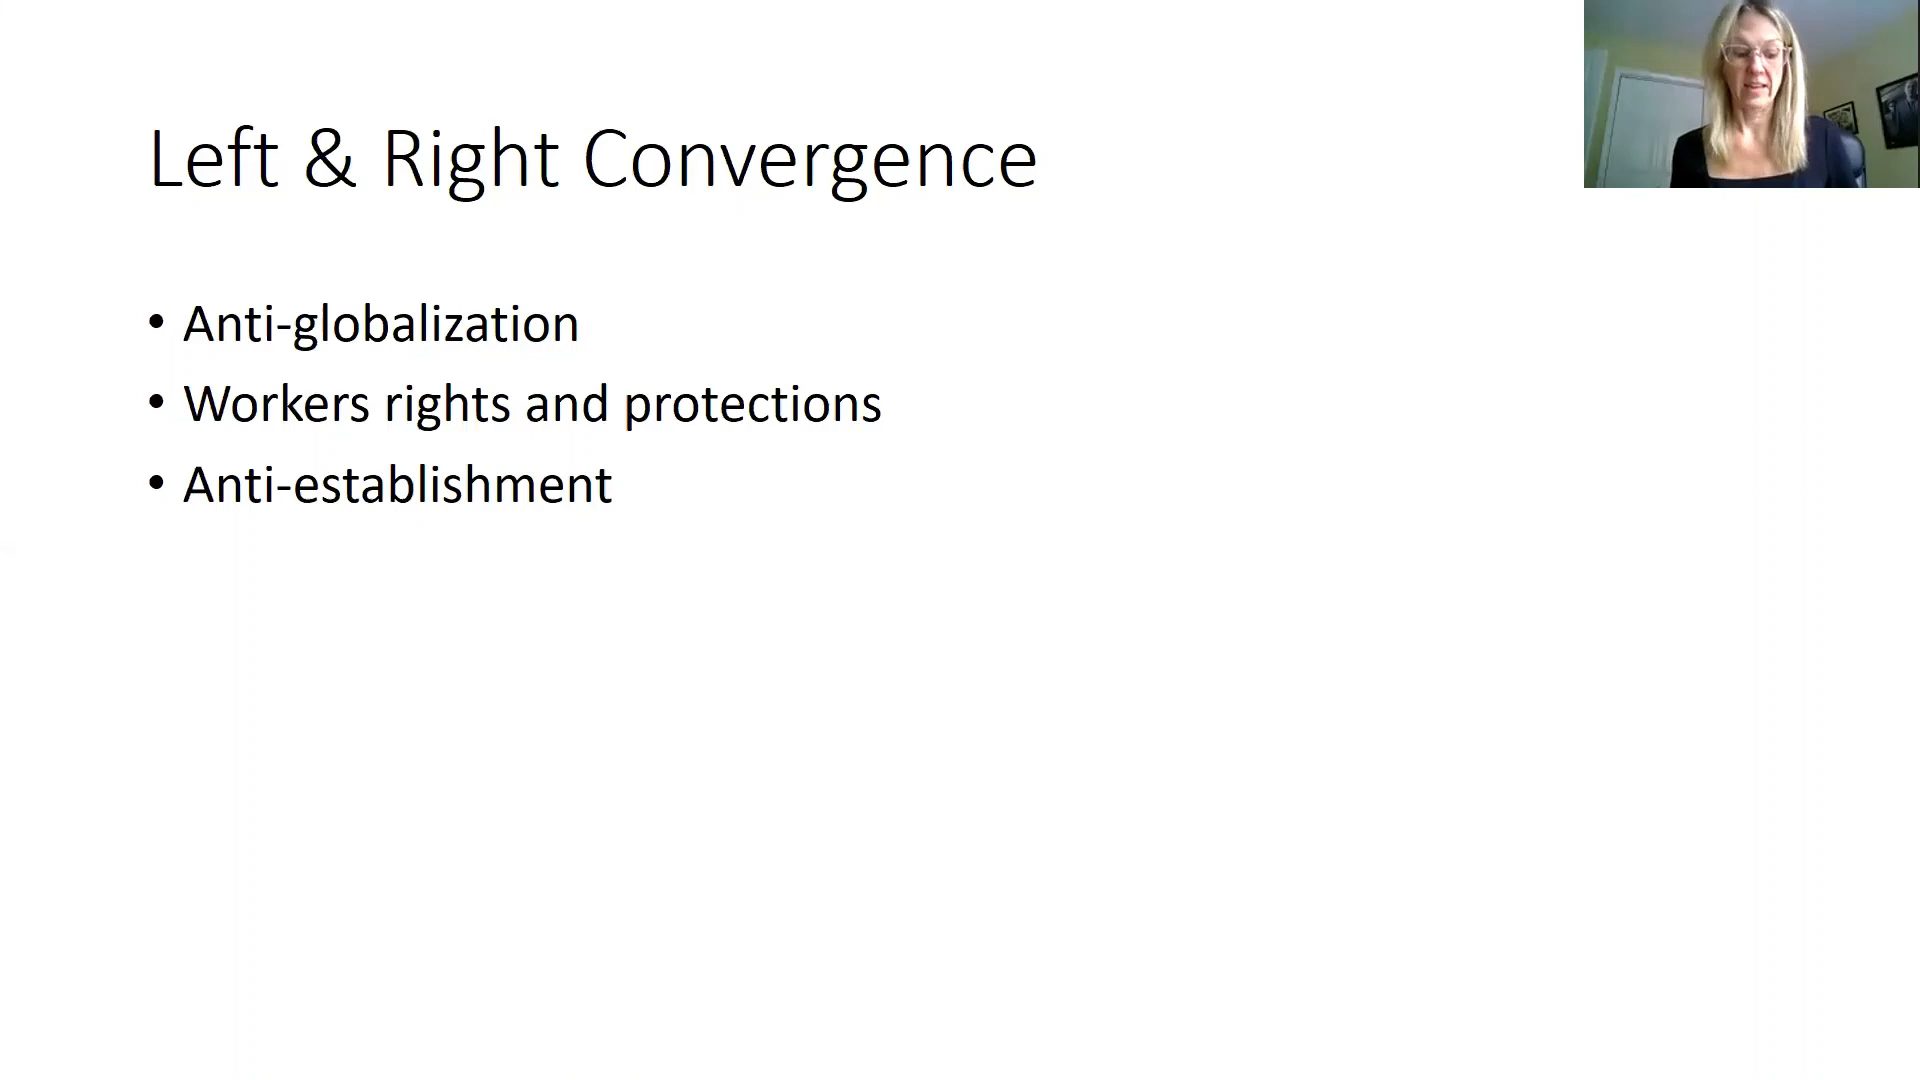 Left & Right Convergence
• Anti-globalization
• Workers rights and protections
• Anti-establishment